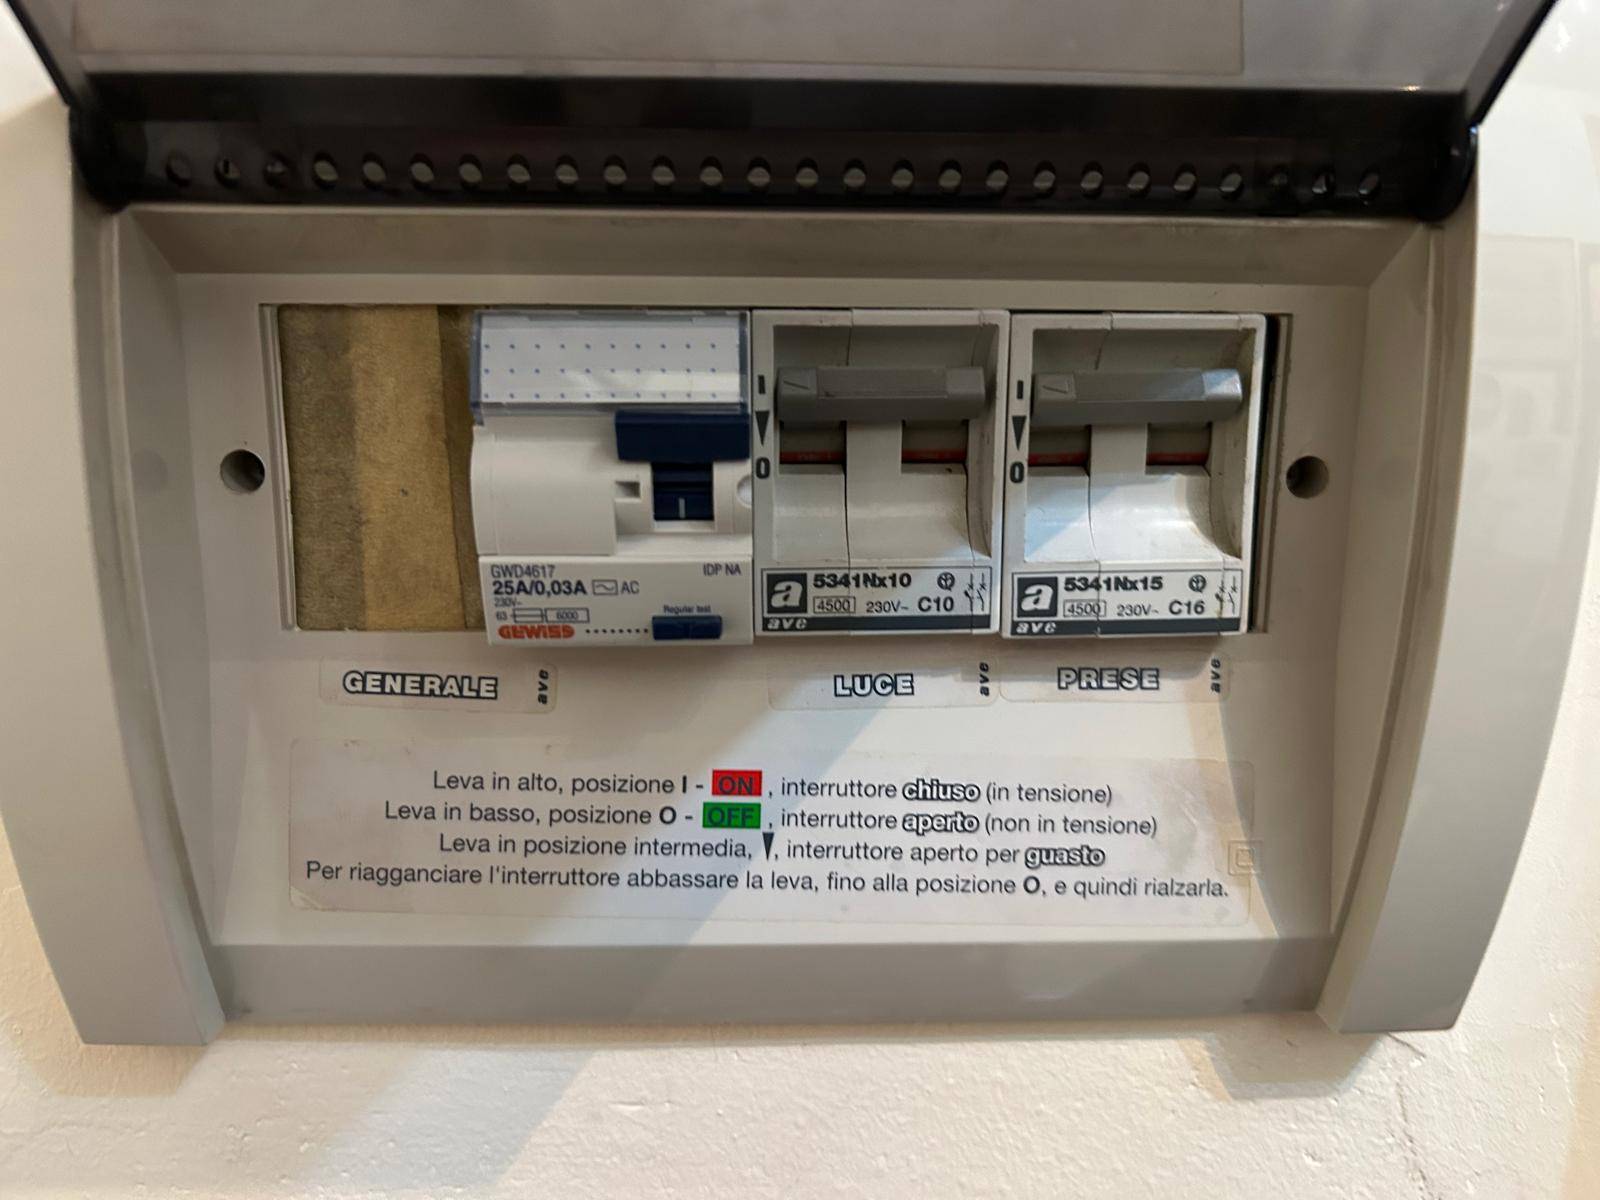 GWD4617 IDP NA
25A/0,03A AC
230V~
63 6000
Regular test
GEWISS
I
O
5341Nx10
4500 230V~ C10
a
ave
I
O
5341Nx15
4500 230V~ C16
a
ave
GENERALE ave
LUCE ave
PRESE ave
Leva in alto, posizione I - ON , interruttore chiuso (in tensione)
Leva in basso, posizione O - OFF , interruttore aperto (non in tensione)
Leva in posizione intermedia, , interruttore aperto per guasto
Per riagganciare l'interruttore abbassare la leva, fino alla posizione O, e quindi rialzarla.